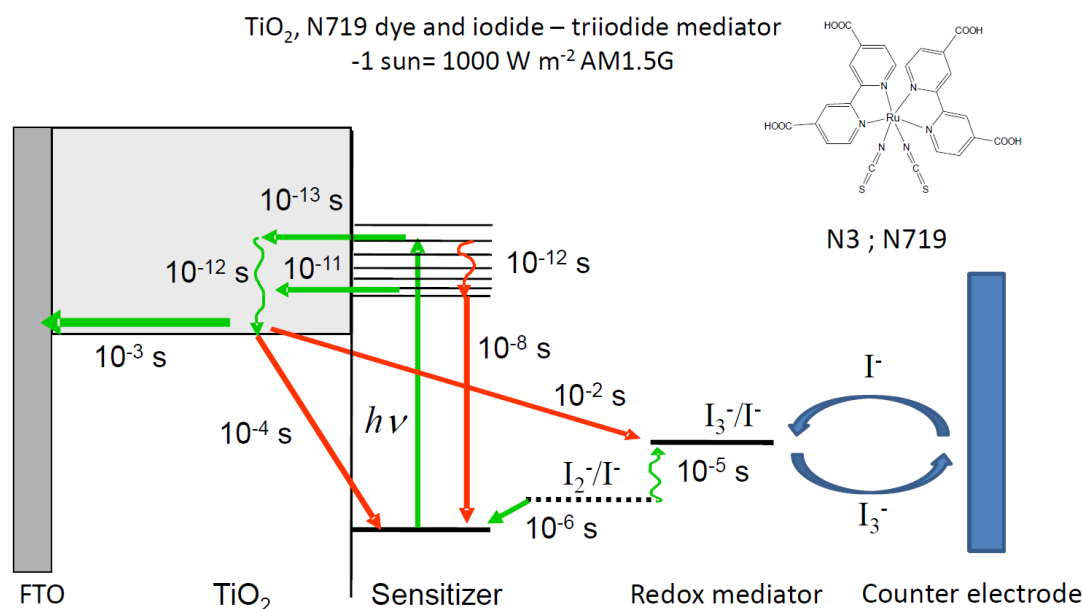 TiO₂, N719 dye and iodide – triiodide mediator
-1 sun= 1000 W m⁻² AM1.5G
COOH
HOOC
COOH
N
N
HOOC
N
Ru
N
COOH
N
N
C
C
S
S
N3 ; N719
10⁻¹³ s
10⁻¹² s
10⁻¹¹
10⁻¹² s
10⁻³ s
10⁻⁸ s
10⁻² s
I⁻
10⁻⁴ s
hν
I₃⁻/I⁻
I₂⁻/I⁻
10⁻⁵ s
10⁻⁶ s
I₃⁻
FTO
TiO₂
Sensitizer
Redox mediator
Counter electrode